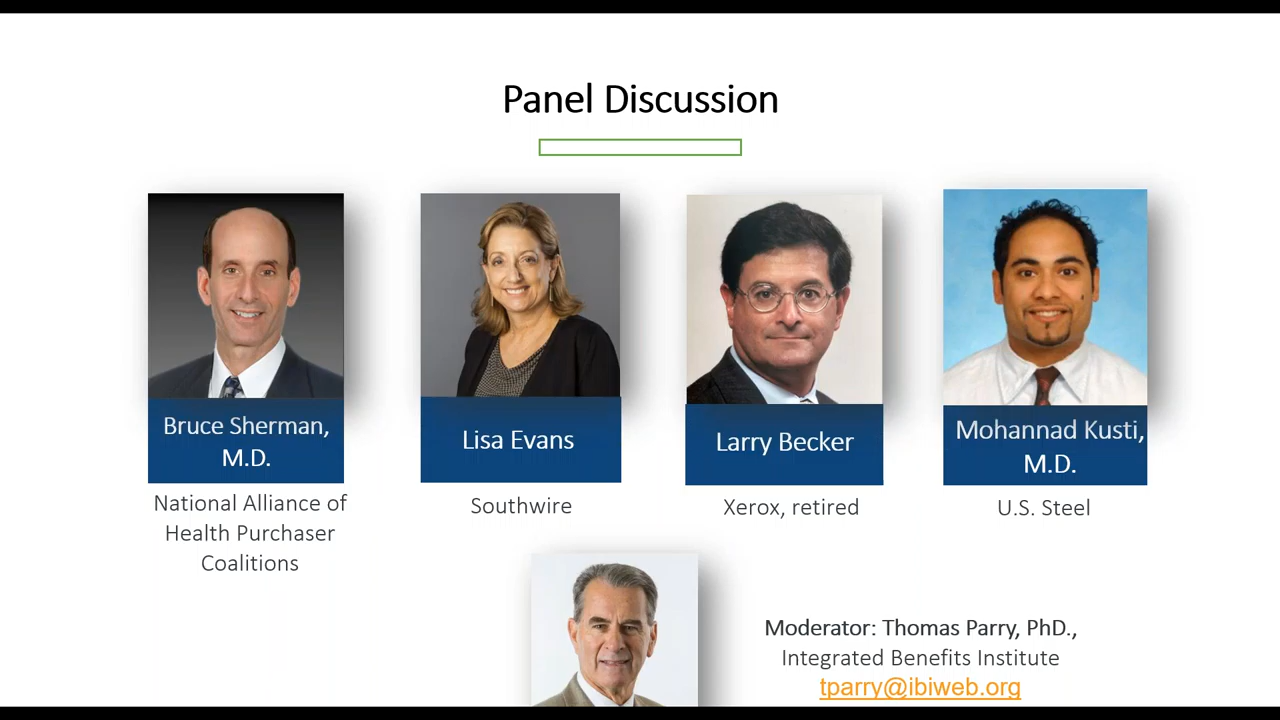 Panel Discussion
Bruce Sherman,
M.D.
National Alliance of
Health Purchaser
Coalitions
Lisa Evans
Southwire
Larry Becker
Xerox, retired
Mohannad Kusti,
M.D.
U.S. Steel
Moderator: Thomas Parry, PhD.,
Integrated Benefits Institute
tparry@ibiweb.org